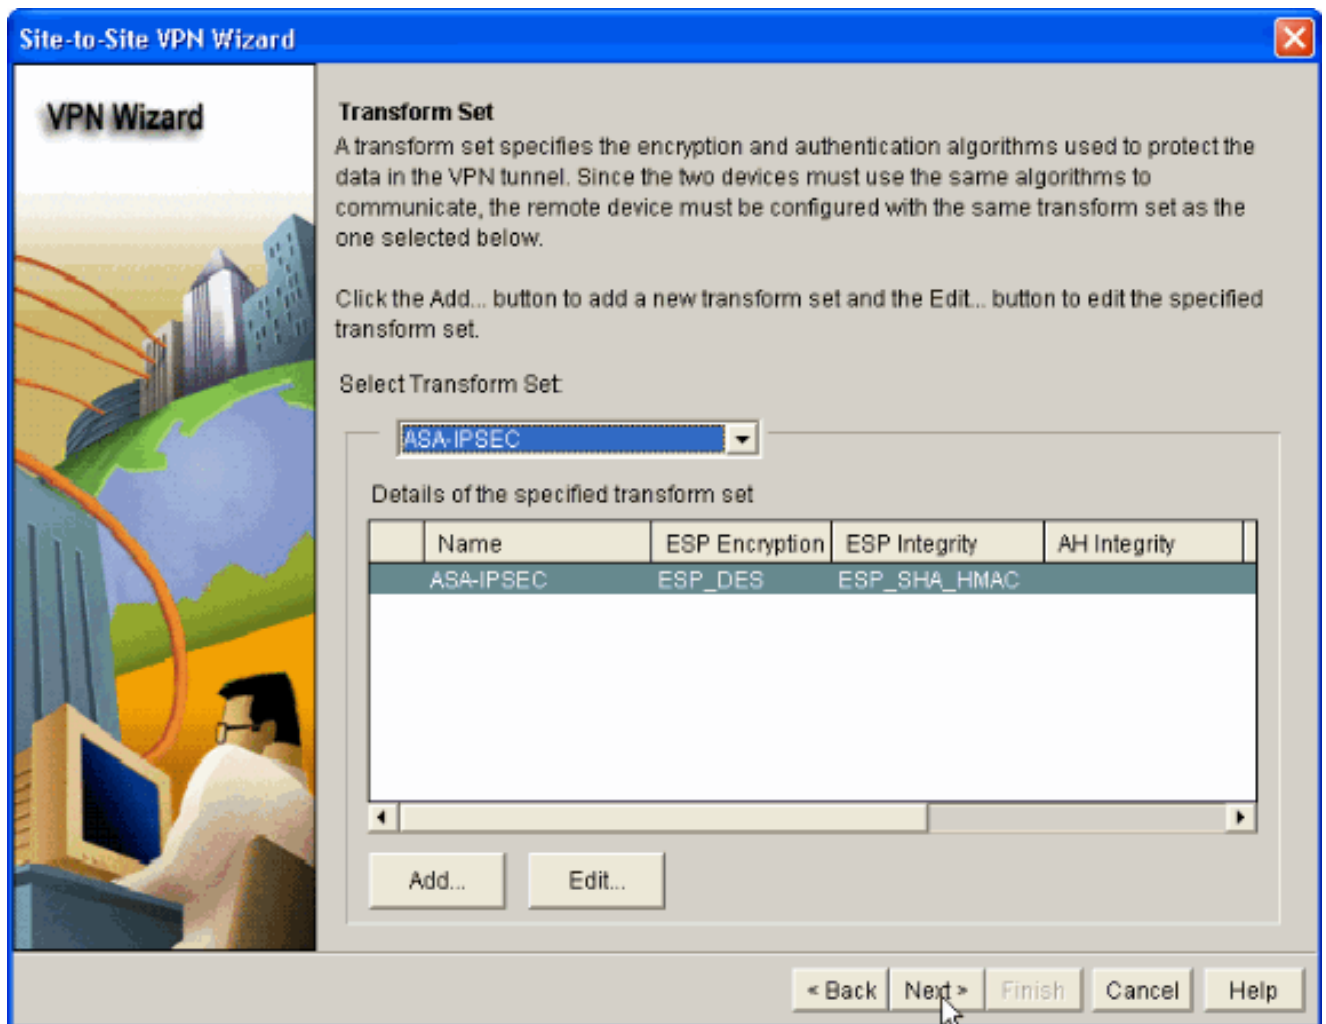 Site-to-Site VPN Wizard
VPN Wizard
Transform Set
A transform set specifies the encryption and authentication algorithms used to protect the
data in the VPN tunnel. Since the two devices must use the same algorithms to
communicate, the remote device must be configured with the same transform set as the
one selected below.
Click the Add... button to add a new transform set and the Edit... button to edit the specified
transform set.
Select Transform Set:
ASA-IPSEC
Details of the specified transform set
Name ESP Encryption ESP Integrity AH Integrity
ASA-IPSEC ESP_DES ESP_SHA_HMAC
Add... Edit...
< Back Next > Finish Cancel Help